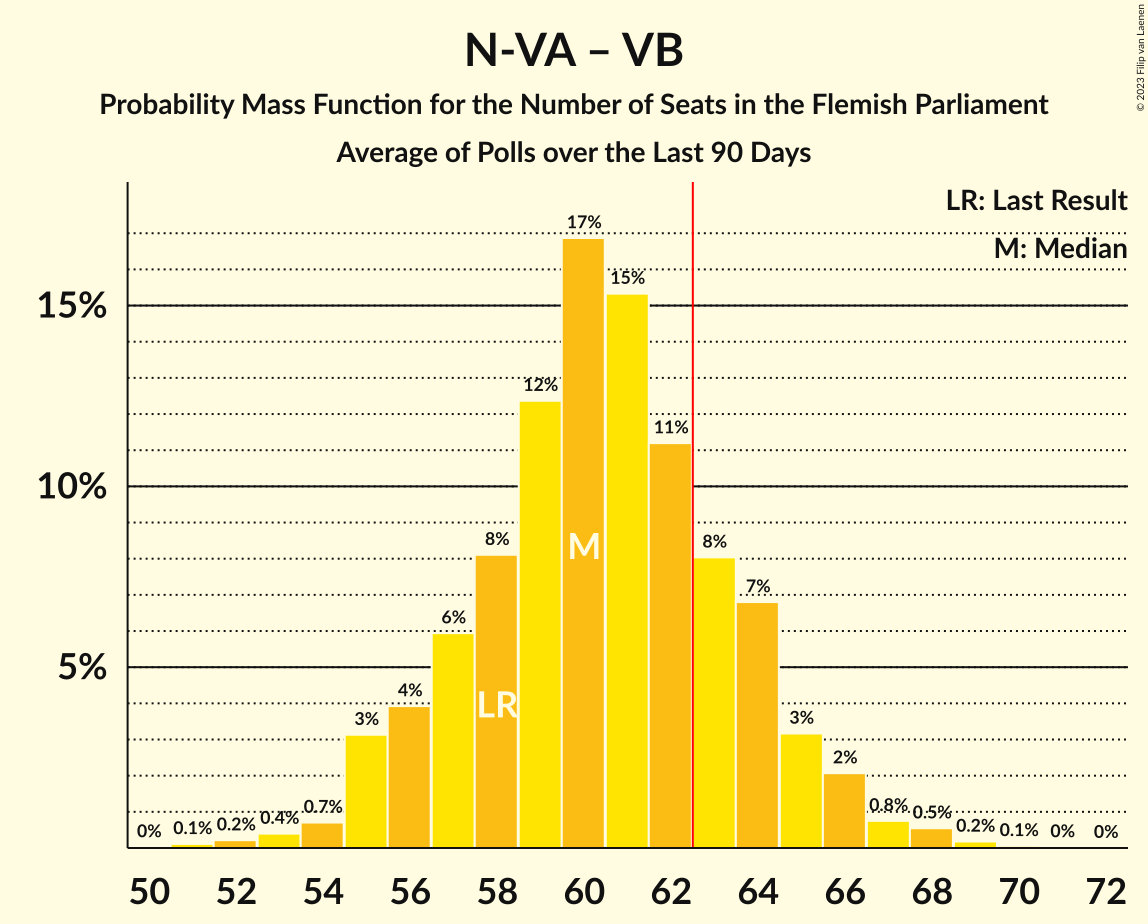 N-VA – VB
Probability Mass Function for the Number of Seats in the Flemish Parliament
Average of Polls over the Last 90 Days
© 2023 Filip van Laenen
LR: Last Result
M: Median
15%
10%
5%
0%
0.1%
0.2%
0.4%
0.7%
3%
4%
6%
8%
12%
17%
15%
11%
8%
7%
3%
2%
0.8%
0.5%
0.2%
0.1%
0%
0%
LR
M
50 52 54 56 58 60 62 64 66 68 70 72